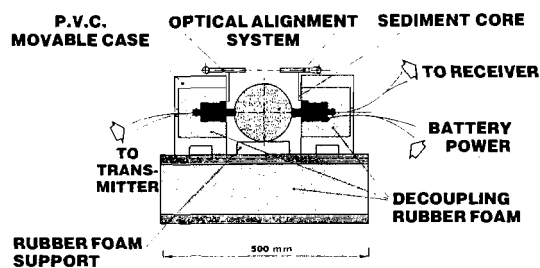 P.V.C.
MOVABLE CASE
OPTICAL ALIGNMENT
SYSTEM
SEDIMENT CORE
TO RECEIVER
BATTERY
POWER
TO
TRANS-
MITTER
DECOUPLING
RUBBER FOAM
RUBBER FOAM
SUPPORT
500 mm